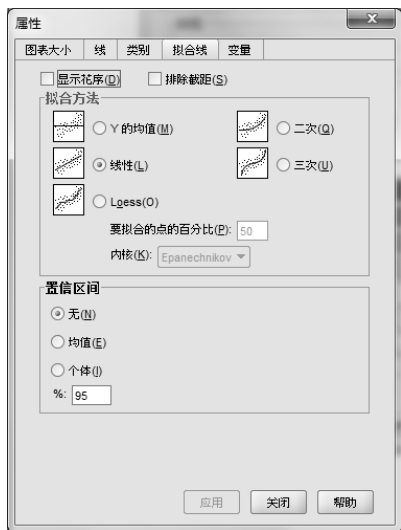 属性
图表大小 线 类别 拟合线 变量
显示花序(D) 排除截距(S)
拟合方法
Y 的均值(M) 二次(Q)
线性(L) 三次(U)
Loess(O)
要拟合的点的百分比(P): 50
内核(K): Epanechnikov
置信区间
无(N)
均值(E)
个体(I)
%: 95
应用 关闭 帮助